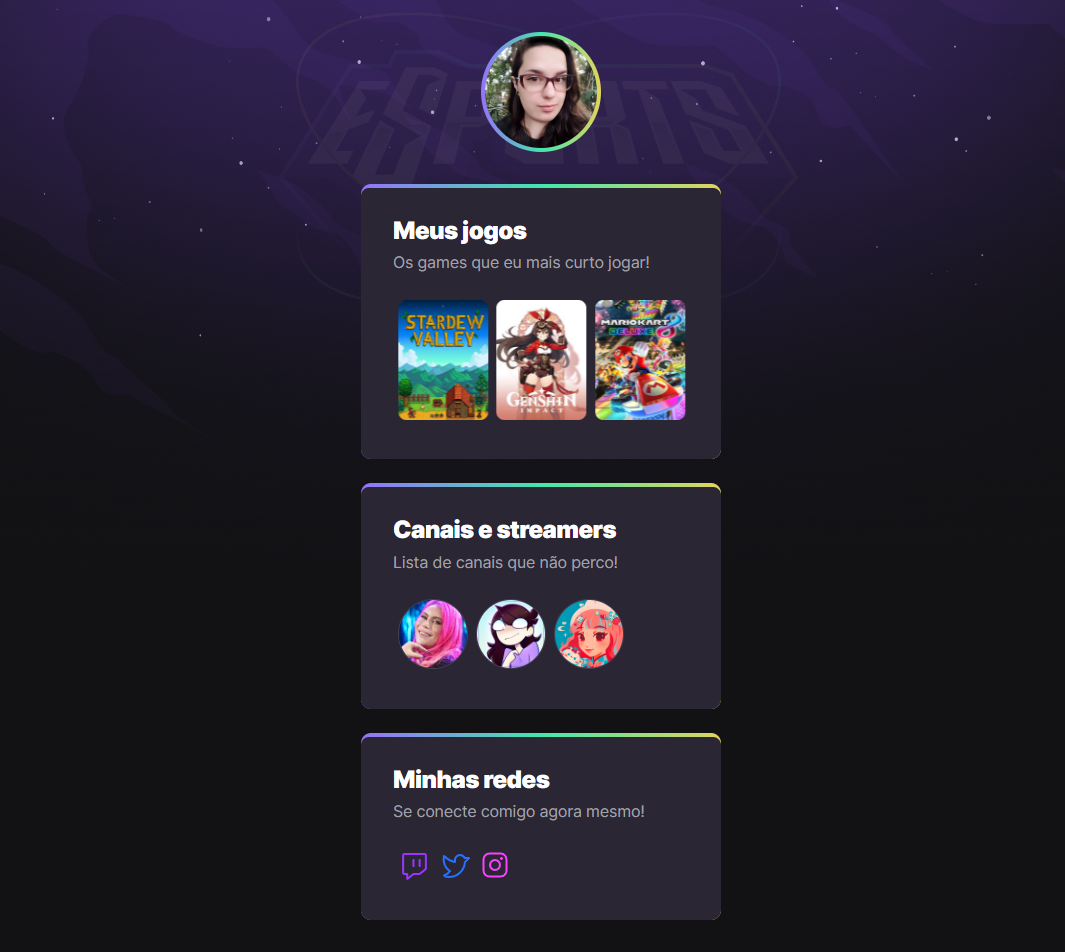 ESPORTS
Meus jogos
Os games que eu mais curto jogar!
STARDEW
VALLEY
GENSHIN
IMPACT
MARIOKART 8
DELUXE
Canais e streamers
Lista de canais que não perco!
Minhas redes
Se conecte comigo agora mesmo!